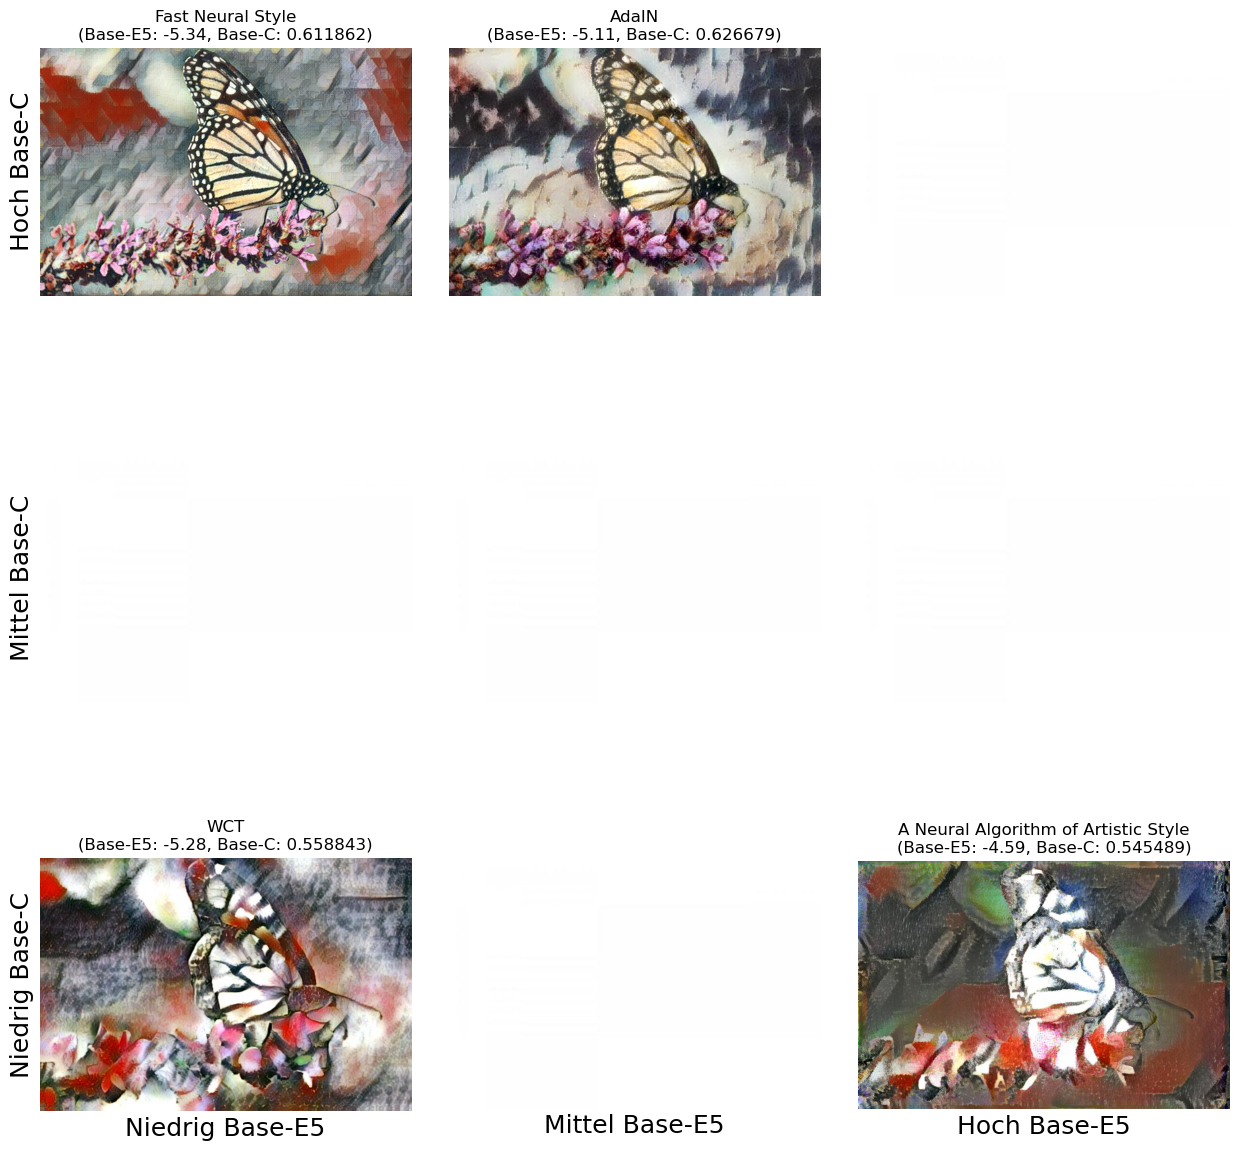 Fast Neural Style
(Base-E5: -5.34, Base-C: 0.611862)
AdaIN
(Base-E5: -5.11, Base-C: 0.626679)
Hoch Base-C
Mittel Base-C
WCT
(Base-E5: -5.28, Base-C: 0.558843)
A Neural Algorithm of Artistic Style
(Base-E5: -4.59, Base-C: 0.545489)
Niedrig Base-C
Niedrig Base-E5
Mittel Base-E5
Hoch Base-E5